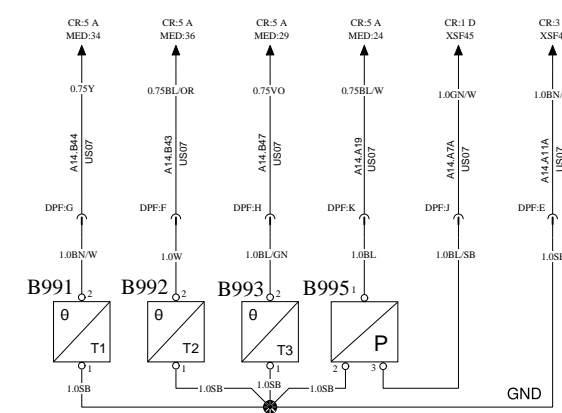 CR:5 A CR:5 A CR:5 A CR:5 A CR:1 D CR:3
MED:34 MED:36 MED:29 MED:24 XSF45
0.75Y 0.75BL/OR 0.75VO 0.75BL/W 1.0GN/W
A14.B44 A14.B43 A14.B47 A14.A19 A14.A7A A14.A11A
US07 US07 US07 US07 US07 US07
DPF:G DPF:F DPF:H DPF:K DPF:J DPF:E
1.0BN/W 1.0W 1.0BL/GN 1.0BL 1.0BL/SB
B991 2 B992 2 B993 2 B995 1
θ θ θ
T1 T2 T3 P
1 1 1 2 3
1.0SB 1.0SB 1.0SB 1.0SB
GND